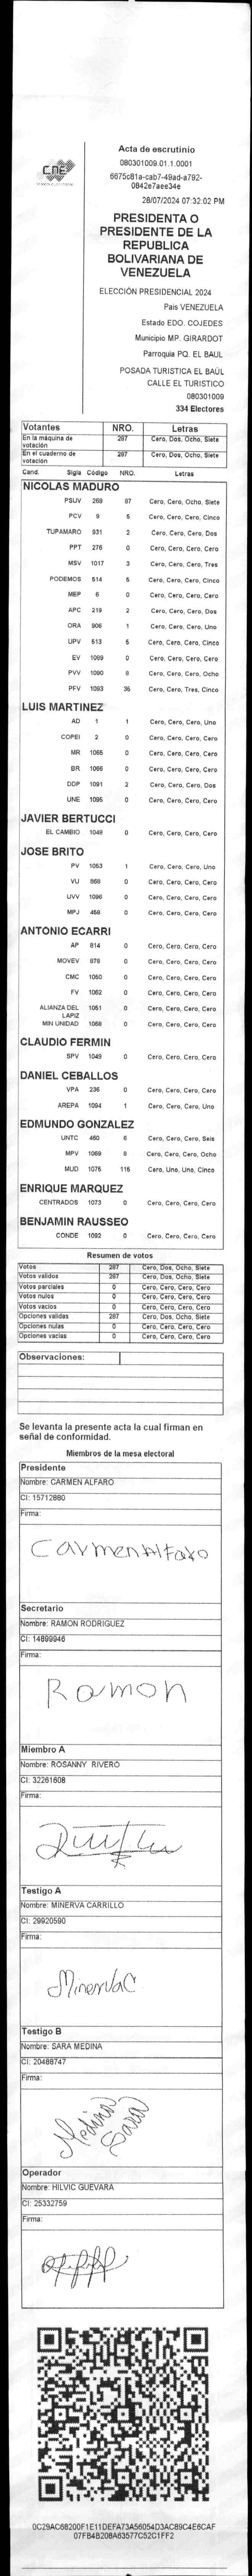 CNE
Acta de escrutinio
080301009.01.1.0001
6675c81a-cab7-49ad-a792-
0842e7aee34e
28/07/2024 07:32:02 PM
PRESIDENTA O
PRESIDENTE DE LA
REPUBLICA
BOLIVARIANA DE
VENEZUELA
ELECCIÓN PRESIDENCIAL 2024
Pais VENEZUELA
Estado EDO. COJEDES
Municipio MP. GIRARDOT
Parroquia PQ. EL BAUL
POSADA TURISTICA EL BAÚL
CALLE EL TURISTICO
080301009
334 Electores
Votantes NRO. Letras
En la máquina de votación 287 Cero, Dos, Ocho, Siete
En el cuaderno de votación 287 Cero, Dos, Ocho, Siete
Cand. Sigla Código NRO. Letras
NICOLAS MADURO
PSUV 269 87 Cero, Cero, Ocho, Siete
PCV 9 5 Cero, Cero, Cero, Cinco
TUPAMARO 931 2 Cero, Cero, Cero, Dos
PPT 276 0 Cero, Cero, Cero, Cero
MSV 1017 3 Cero, Cero, Cero, Tres
PODEMOS 514 5 Cero, Cero, Cero, Cinco
MEP 6 0 Cero, Cero, Cero, Cero
APC 219 2 Cero, Cero, Cero, Dos
ORA 906 1 Cero, Cero, Cero, Uno
UPV 513 5 Cero, Cero, Cero, Cinco
EV 1089 0 Cero, Cero, Cero, Cero
PVV 1090 8 Cero, Cero, Cero, Ocho
PFV 1093 35 Cero, Cero, Tres, Cinco
LUIS MARTINEZ
AD 1 1 Cero, Cero, Cero, Uno
COPEI 2 0 Cero, Cero, Cero, Cero
MR 1065 0 Cero, Cero, Cero, Cero
BR 1066 0 Cero, Cero, Cero, Cero
DDP 1091 2 Cero, Cero, Cero, Dos
UNE 1095 0 Cero, Cero, Cero, Cero
JAVIER BERTUCCI
EL CAMBIO 1048 0 Cero, Cero, Cero, Cero
JOSE BRITO
PV 1053 1 Cero, Cero, Cero, Uno
VU 868 0 Cero, Cero, Cero, Cero
UVV 1096 0 Cero, Cero, Cero, Cero
MPJ 458 0 Cero, Cero, Cero, Cero
ANTONIO ECARRI
AP 814 0 Cero, Cero, Cero, Cero
MOVEV 878 0 Cero, Cero, Cero, Cero
CMC 1050 0 Cero, Cero, Cero, Cero
FV 1062 0 Cero, Cero, Cero, Cero
ALIANZA DEL LAPIZ 1051 0 Cero, Cero, Cero, Cero
MIN UNIDAD 1068 0 Cero, Cero, Cero, Cero
CLAUDIO FERMIN
SPV 1049 0 Cero, Cero, Cero, Cero
DANIEL CEBALLOS
VPA 236 0 Cero, Cero, Cero, Cero
AREPA 1094 1 Cero, Cero, Cero, Uno
EDMUNDO GONZALEZ
UNTC 460 6 Cero, Cero, Cero, Seis
MPV 1069 8 Cero, Cero, Cero, Ocho
MUD 1075 115 Cero, Uno, Uno, Cinco
ENRIQUE MARQUEZ
CENTRADOS 1073 0 Cero, Cero, Cero, Cero
BENJAMIN RAUSSEO
CONDE 1092 0 Cero, Cero, Cero, Cero
Resumen de votos
Votos 287 Cero, Dos, Ocho, Siete
Votos validos 287 Cero, Dos, Ocho, Siete
Votos parciales 0 Cero, Cero, Cero, Cero
Votos nulos 0 Cero, Cero, Cero, Cero
Votos vacios 0 Cero, Cero, Cero, Cero
Opciones validas 287 Cero, Dos, Ocho, Siete
Opciones nulas 0 Cero, Cero, Cero, Cero
Opciones vacias 0 Cero, Cero, Cero, Cero
Observaciones:
Se levanta la presente acta la cual firman en
señal de conformidad.
Miembros de la mesa electoral
Presidente
Nombre: CARMEN ALFARO
CI: 15712880
Firma:
Carmen Alfaro
Secretario
Nombre: RAMON RODRIGUEZ
CI: 14899946
Firma:
Ramon
Miembro A
Nombre: ROSANNY RIVERO
CI: 32261608
Firma:
Testigo A
Nombre: MINERVA CARRILLO
CI: 29920590
Firma:
MinervaC
Testigo B
Nombre: SARA MEDINA
CI: 20488747
Firma:
Medina
Sara
Operador
Nombre: HILVIC GUEVARA
CI: 25332759
Firma:
0C29AC68200F1E11DEFA73A56054D3AC89C4E6CAF
07FB4B208A63577C52C1FF2